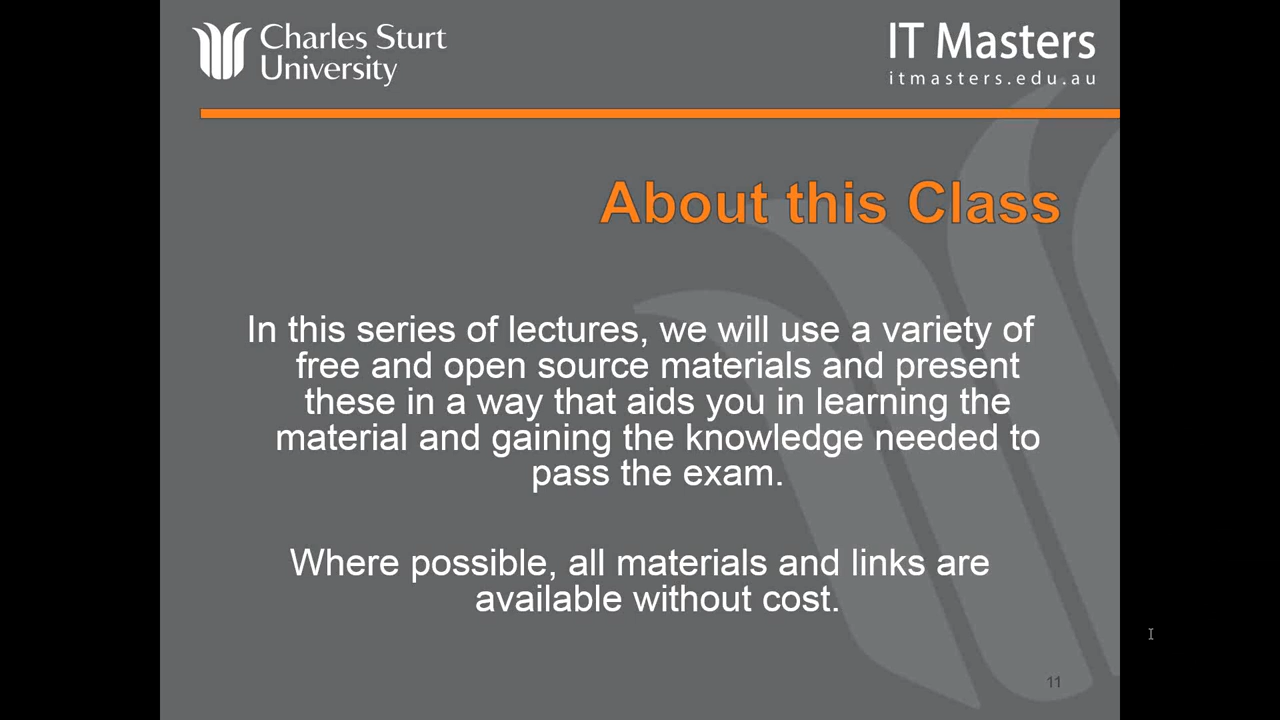 Charles Sturt
University
IT Masters
itmasters.edu.au
About this Class
In this series of lectures, we will use a variety of
free and open source materials and present
these in a way that aids you in learning the
material and gaining the knowledge needed to
pass the exam.
Where possible, all materials and links are
available without cost.
11